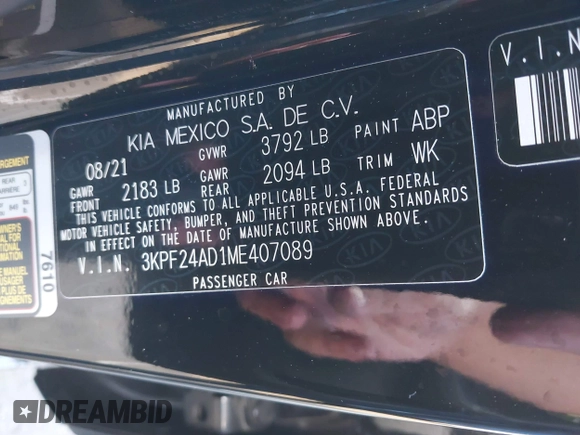 MANUFACTURED BY
KIA MEXICO S.A. DE C.V.
08/21 GVWR 3792 LB PAINT ABP
GAWR FRONT 2183 LB GAWR REAR 2094 LB TRIM WK
THIS VEHICLE CONFORMS TO ALL APPLICABLE U.S.A. FEDERAL
MOTOR VEHICLE SAFETY, BUMPER, AND THEFT PREVENTION STANDARDS
IN EFFECT ON THE DATE OF MANUFACTURE SHOWN ABOVE.
V.I.N. 3KPF24AD1ME407089
PASSENGER CAR
V.I.N
7610
REAR
DREAMBID